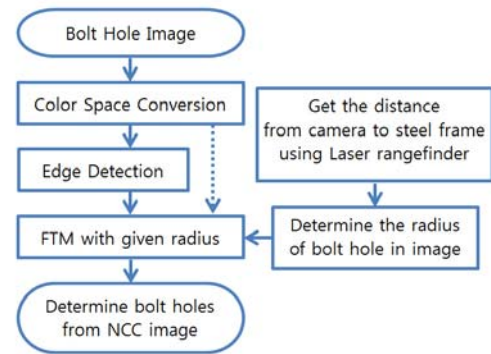 Bolt Hole Image
Color Space Conversion
Edge Detection
FTM with given radius
Determine bolt holes
from NCC image
Get the distance
from camera to steel frame
using Laser rangefinder
Determine the radius
of bolt hole in image